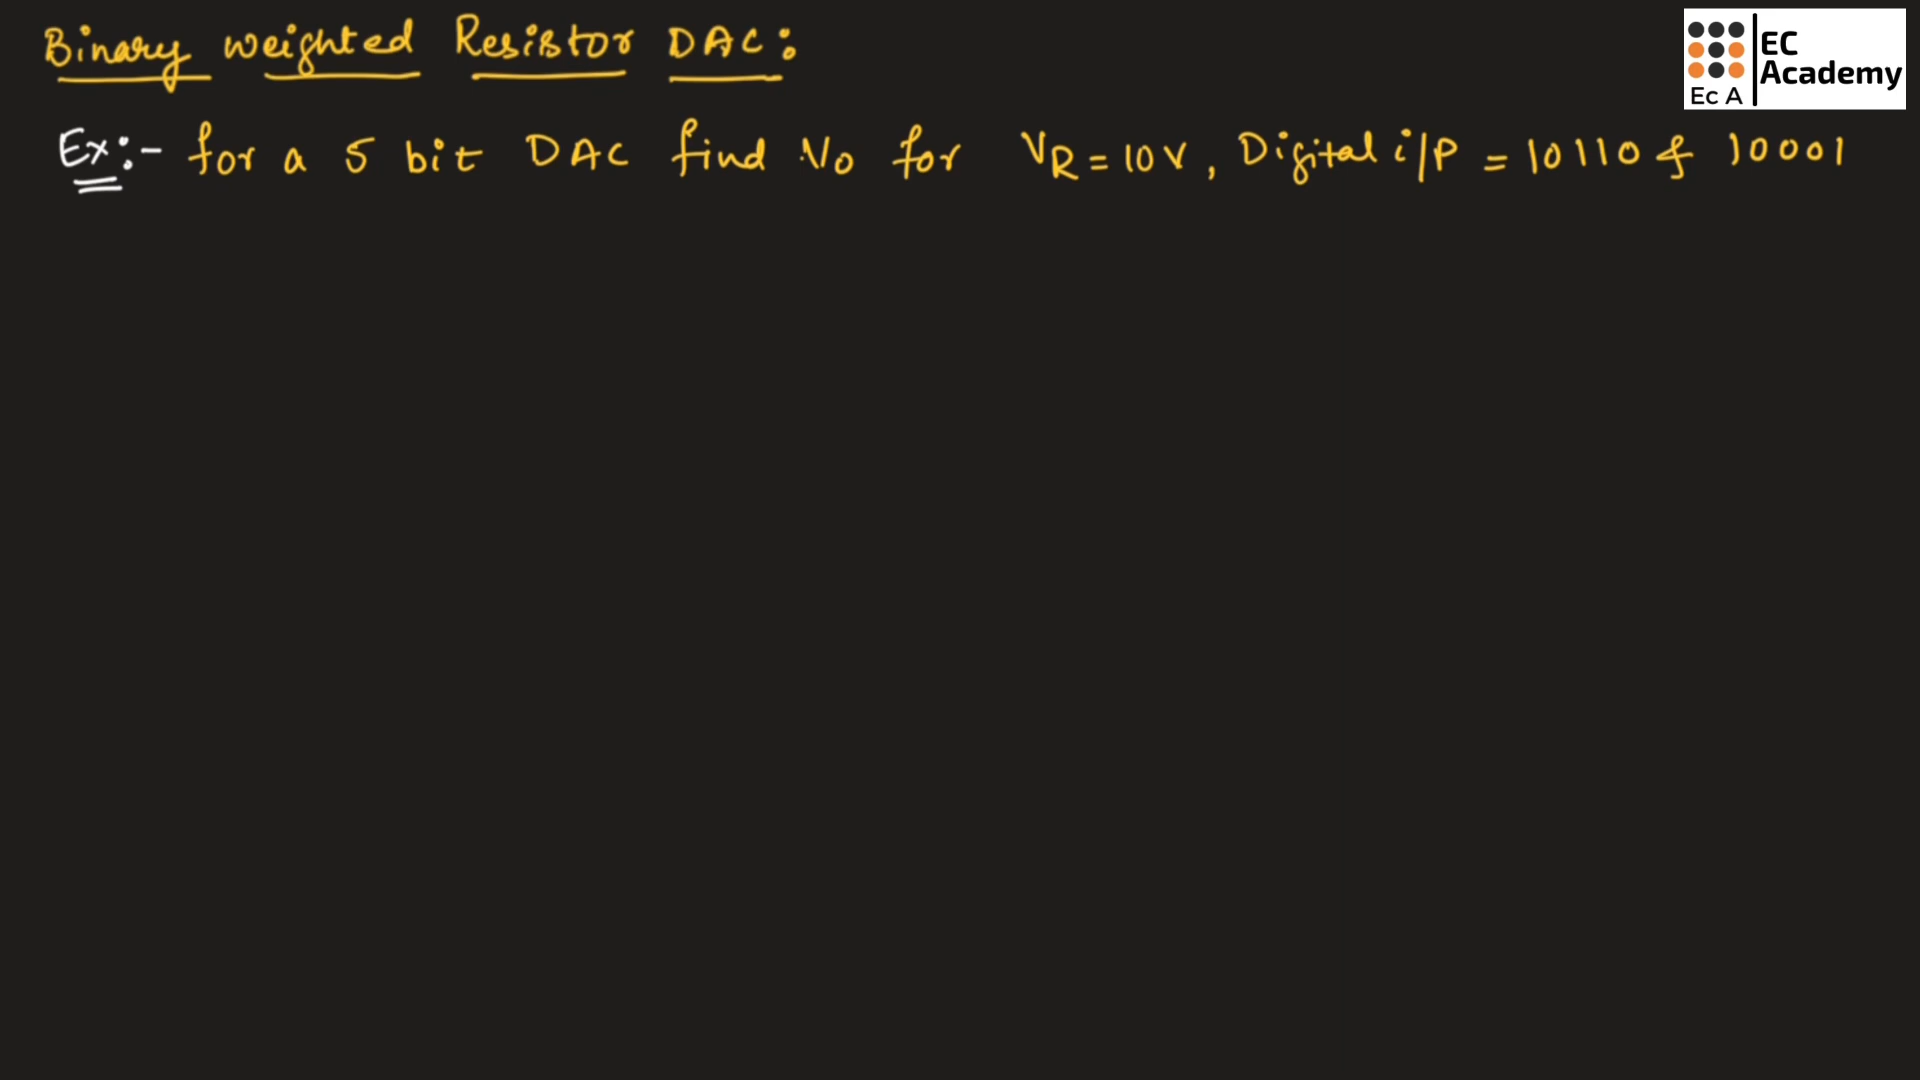 Binary weighted Resistor DAC:
EC
Academy
Ec A
Ex:- for a 5 bit DAC find Vo for VR = 10V, Digital i/p = 10110 & 10001